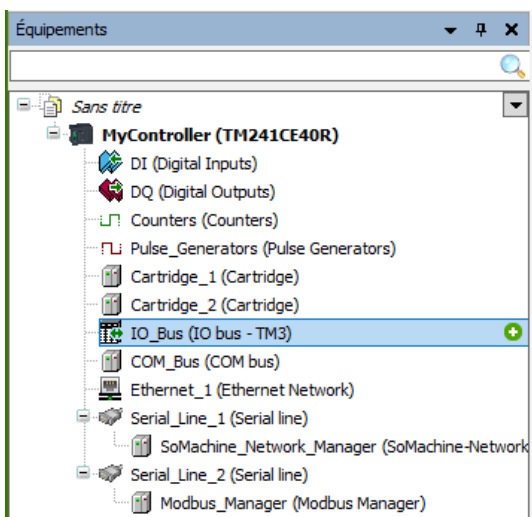 Équipements
Sans titre
MyController (TM241CE40R)
DI (Digital Inputs)
DQ (Digital Outputs)
Counters (Counters)
Pulse_Generators (Pulse Generators)
Cartridge_1 (Cartridge)
Cartridge_2 (Cartridge)
IO_Bus (IO bus - TM3)
COM_Bus (COM bus)
Ethernet_1 (Ethernet Network)
Serial_Line_1 (Serial line)
SoMachine_Network_Manager (SoMachine-Network
Serial_Line_2 (Serial line)
Modbus_Manager (Modbus Manager)